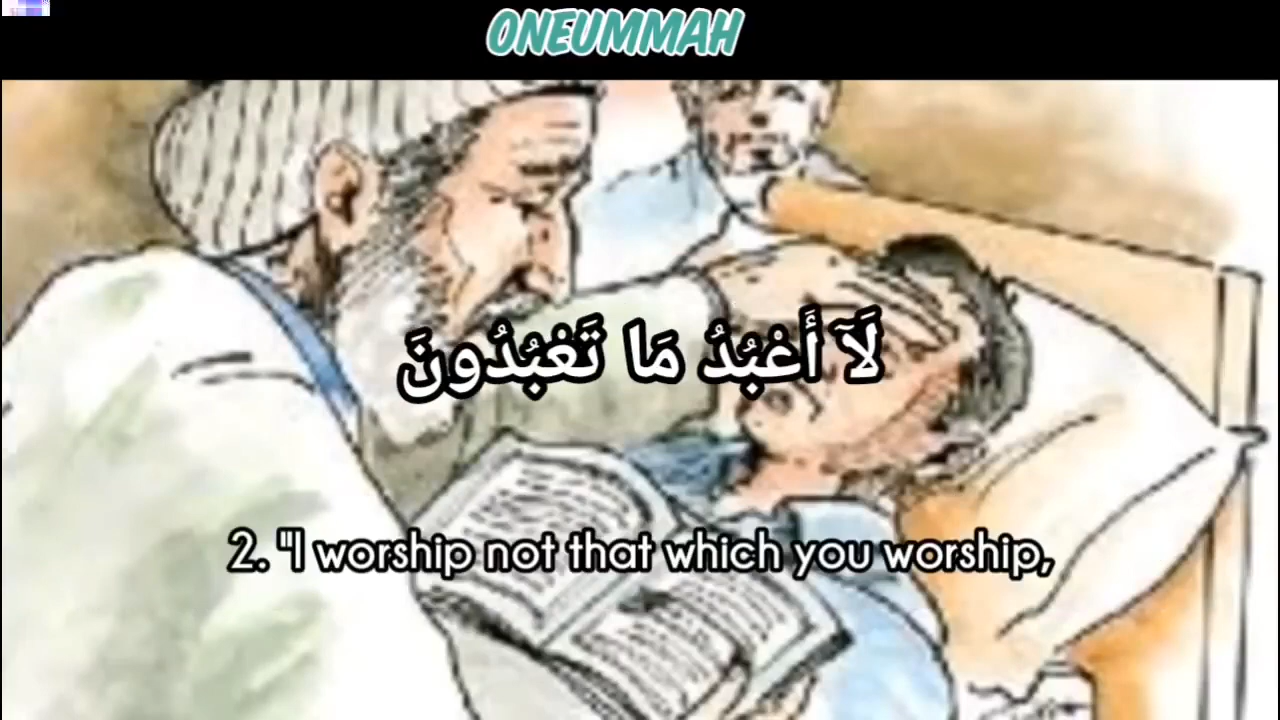 ONEUMMAH
لَآ أَعْبُدُ مَا تَعْبُدُونَ
2. "I worship not that which you worship,